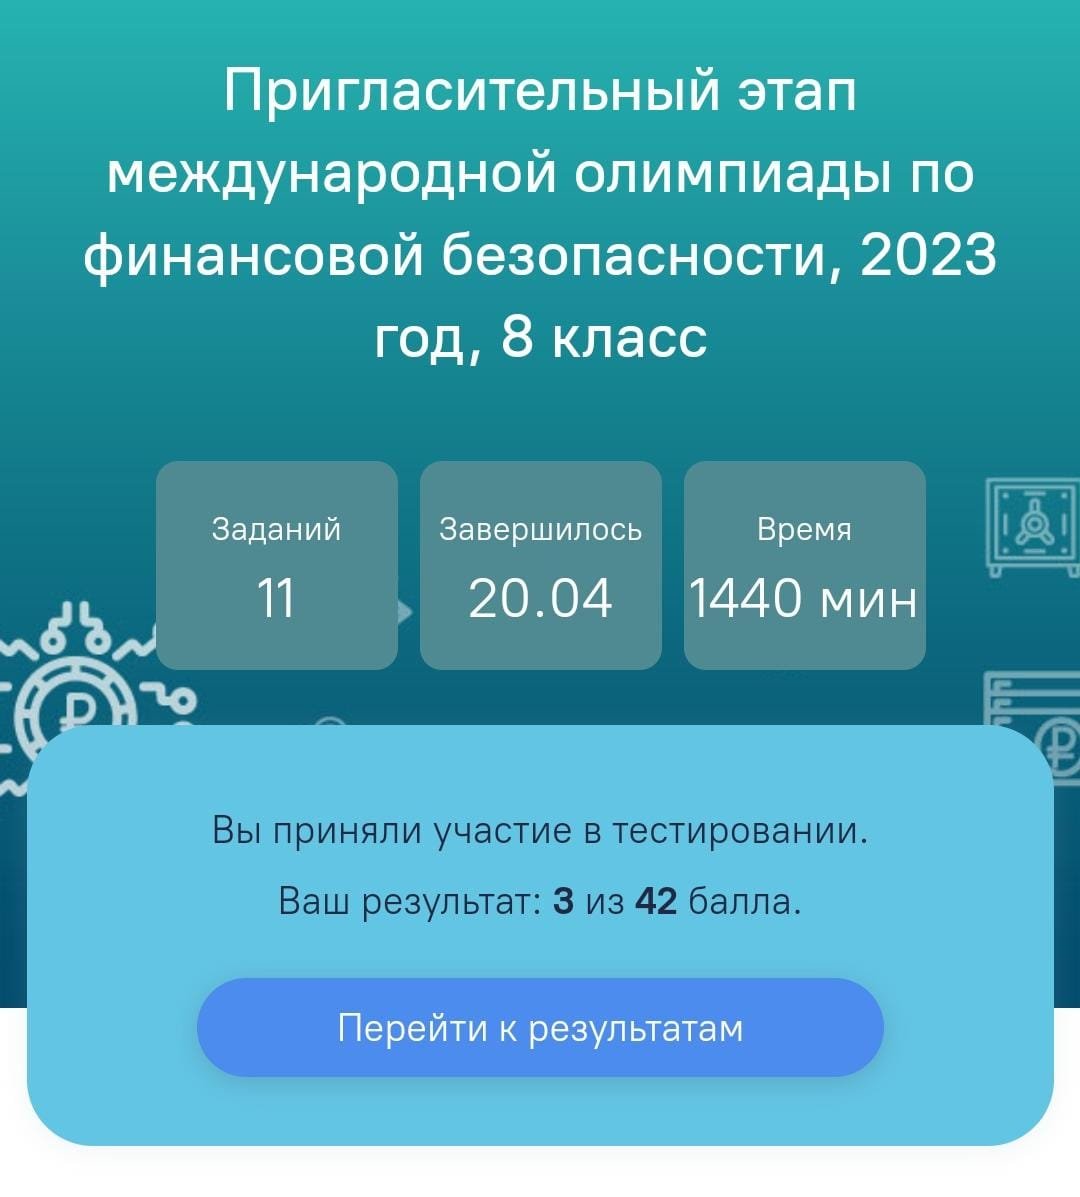 Пригласительный этап
международной олимпиады по
финансовой безопасности, 2023
год, 8 класс
Заданий
11
Завершилось
20.04
Время
1440 мин
Вы приняли участие в тестировании.
Ваш результат: 3 из 42 балла.
Перейти к результатам